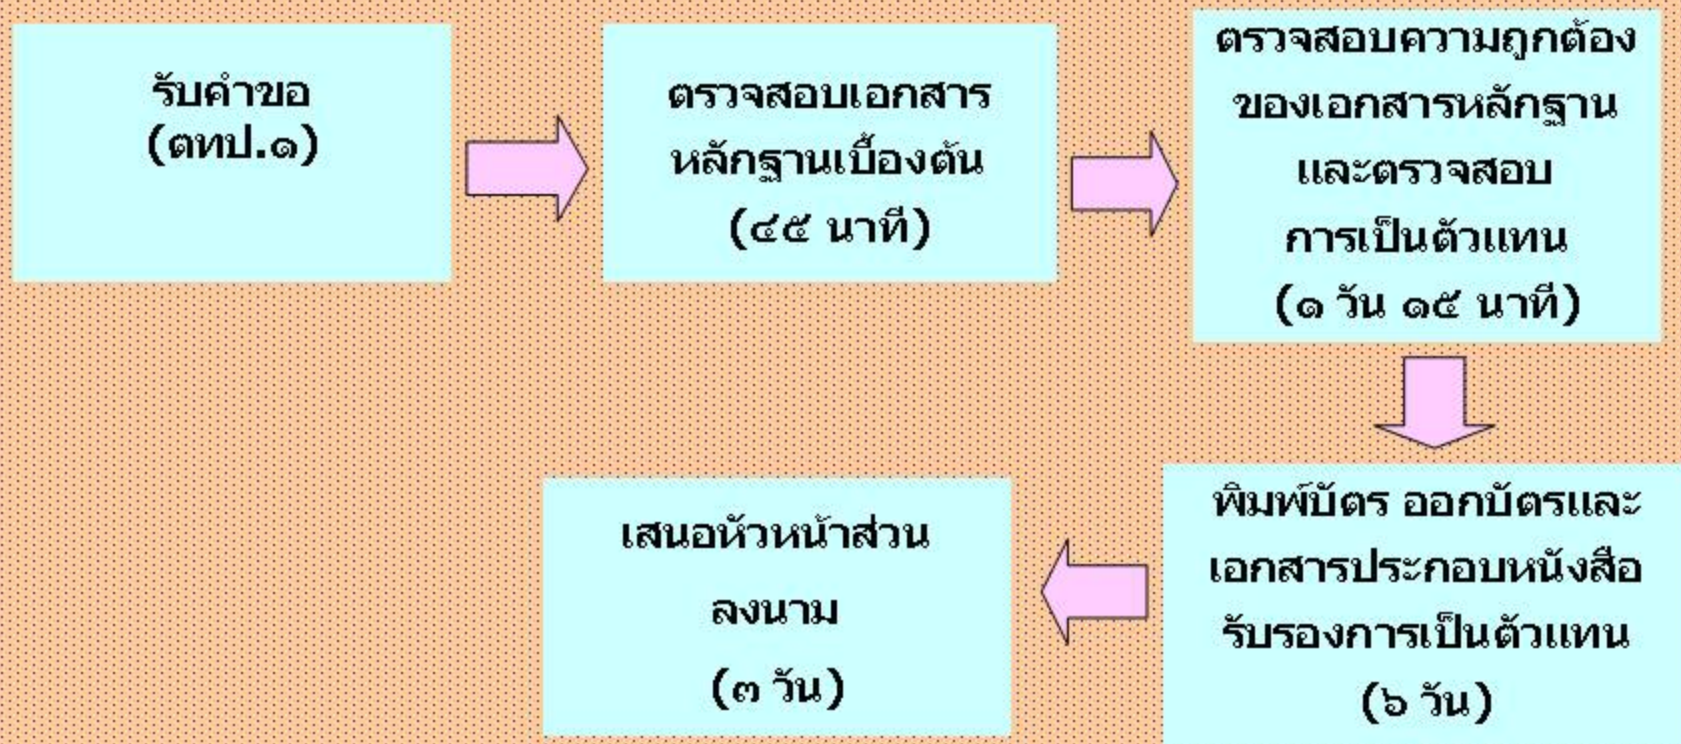 รับคำขอ
(ตทป.๑)
ตรวจสอบเอกสาร
หลักฐานเบื้องต้น
(๔๕ นาที)
ตรวจสอบความถูกต้อง
ของเอกสารหลักฐาน
และตรวจสอบ
การเป็นตัวแทน
(๑ วัน ๑๕ นาที)
พิมพ์บัตร ออกบัตรและ
เอกสารประกอบหนังสือ
รับรองการเป็นตัวแทน
(๖ วัน)
เสนอหัวหน้าส่วน
ลงนาม
(๓ วัน)